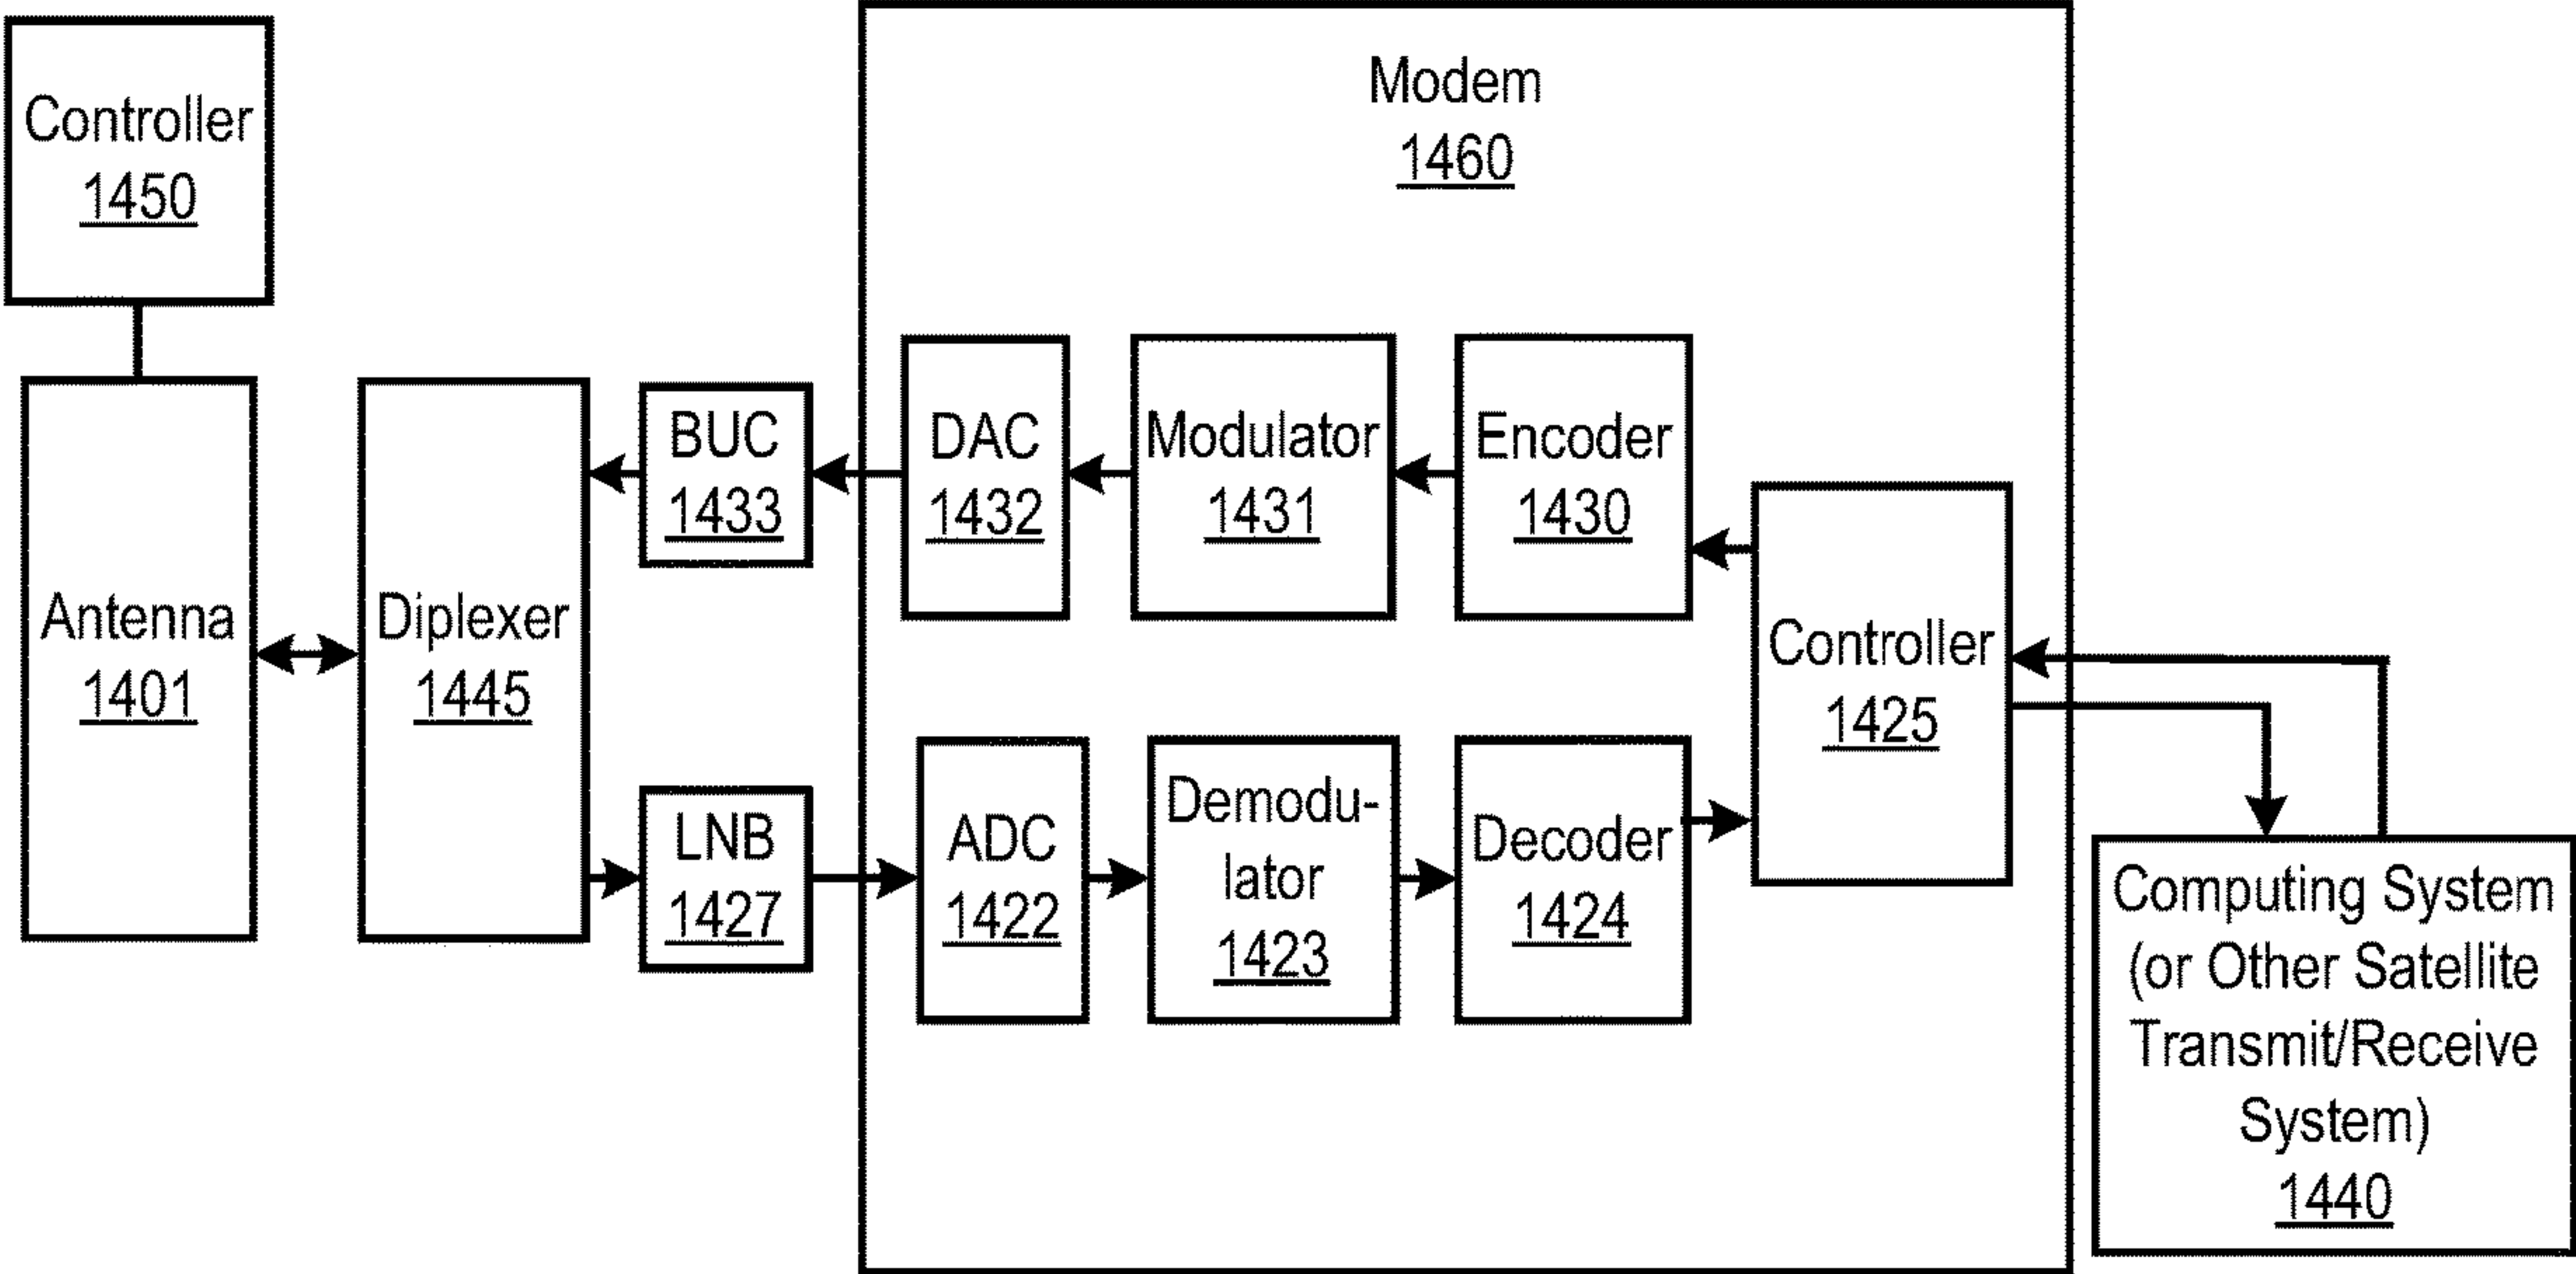 Controller
1450
Modem
1460
Antenna
1401
Diplexer
1445
BUC
1433
DAC
1432
Modulator
1431
Encoder
1430
Controller
1425
LNB
1427
ADC
1422
Demodu-
lator
1423
Decoder
1424
Computing System
(or Other Satellite
Transmit/Receive
System)
1440